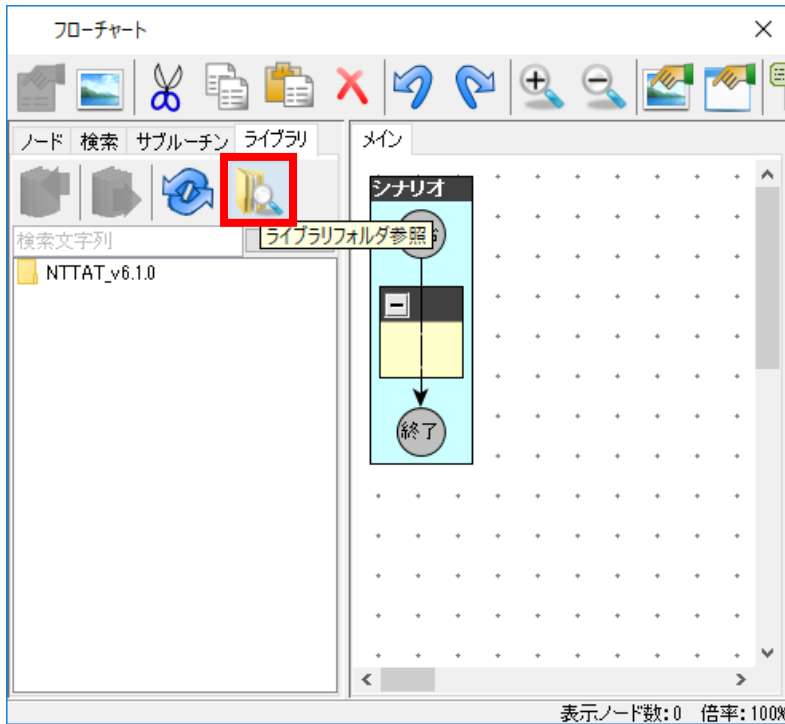 フローチャート
ノード 検索 サブルーチン ライブラリ
メイン
検索文字列
ライブラリフォルダ参照
NTTAT_v6.1.0
シナリオ
終了
表示ノード数:0 倍率:100%